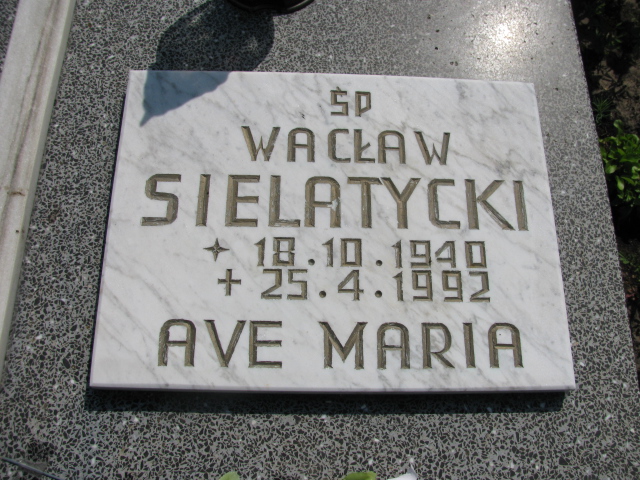 ŚP
WACŁAW
SIELATYCKI
✦ 18.10.1940
+ 25.4.1992
AVE MARIA